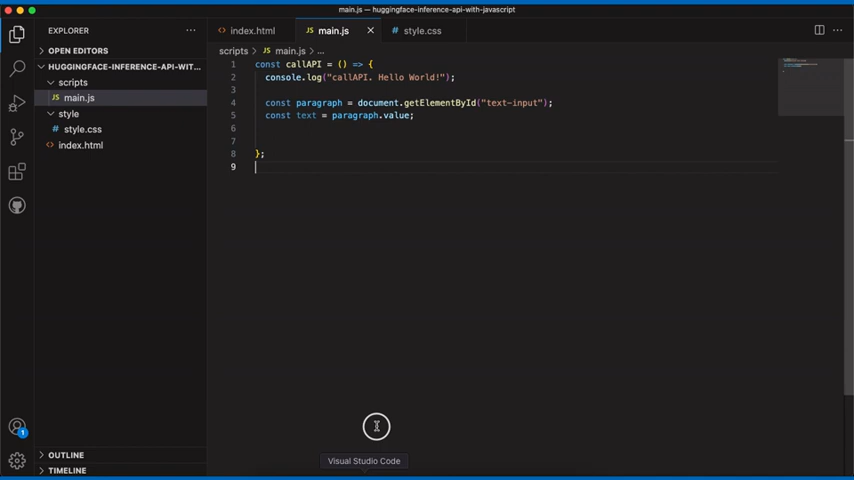 main.js — huggingface-inference-api-with-javascript
EXPLORER
index.html
JS main.js
style.css
OPEN EDITORS
scripts > JS main.js > ...
HUGGINGFACE-INFERENCE-API-WIT...
scripts
JS main.js
style
style.css
index.html
1 const callAPI = () => {
2 console.log("callAPI. Hello World!");
3
4 const paragraph = document.getElementById("text-input");
5 const text = paragraph.value;
6
7
8 };
9
1
OUTLINE
TIMELINE
Visual Studio Code